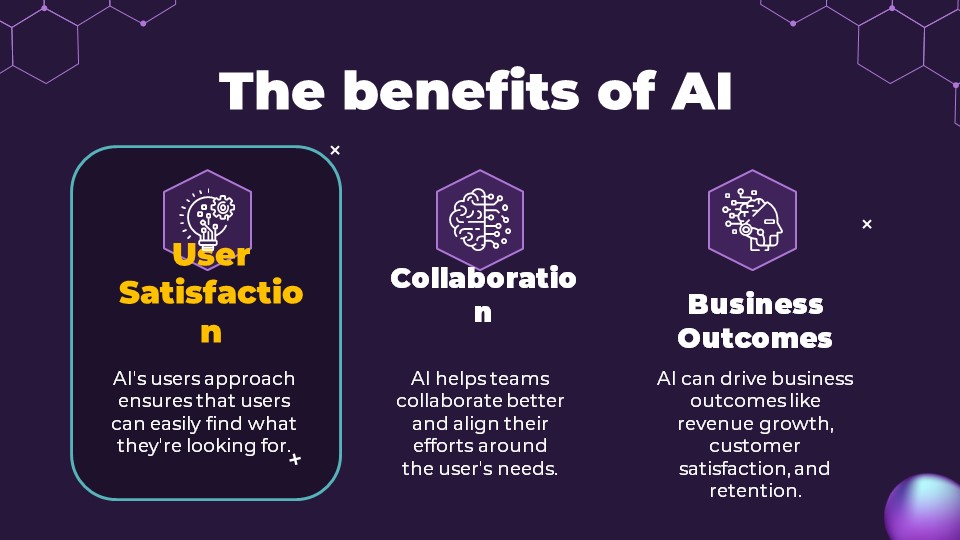 The benefits of AI
User
Satisfactio
n
AI's users approach
ensures that users
can easily find what
they're looking for.
Collaboratio
n
AI helps teams
collaborate better
and align their
efforts around
the user's needs.
Business
Outcomes
AI can drive business
outcomes like
revenue growth,
customer
satisfaction, and
retention.